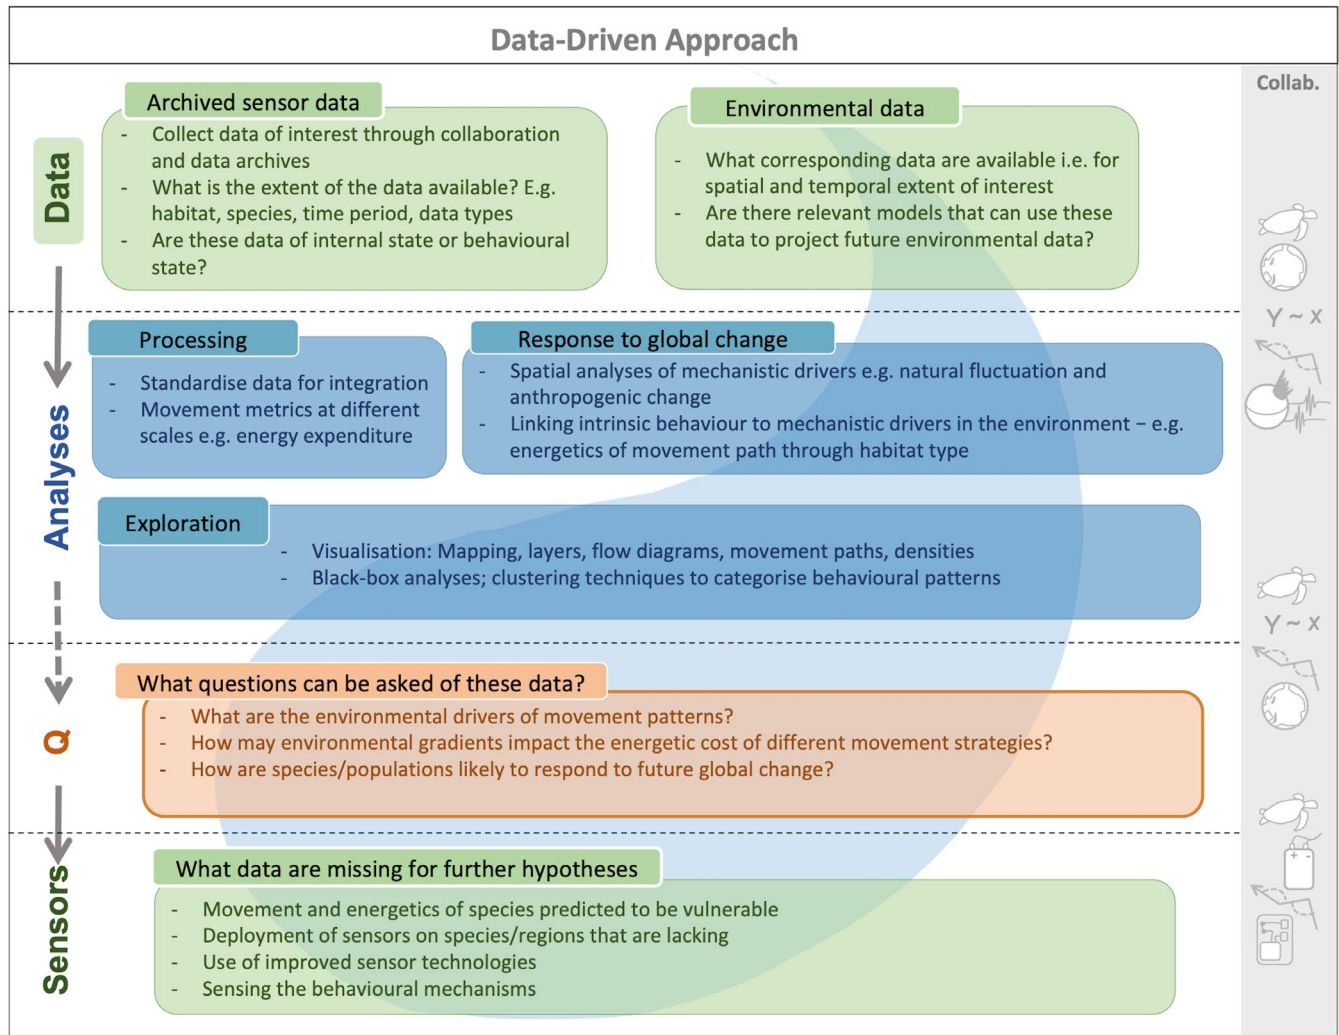 Data-Driven Approach
Collab.
Data
Archived sensor data
- Collect data of interest through collaboration
and data archives
- What is the extent of the data available? E.g.
habitat, species, time period, data types
- Are these data of internal state or behavioural
state?
Environmental data
- What corresponding data are available i.e. for
spatial and temporal extent of interest
- Are there relevant models that can use these
data to project future environmental data?
Y ~ X
Analyses
Processing
- Standardise data for integration
- Movement metrics at different
scales e.g. energy expenditure
Response to global change
- Spatial analyses of mechanistic drivers e.g. natural fluctuation and
anthropogenic change
- Linking intrinsic behaviour to mechanistic drivers in the environment – e.g.
energetics of movement path through habitat type
Exploration
- Visualisation: Mapping, layers, flow diagrams, movement paths, densities
- Black-box analyses; clustering techniques to categorise behavioural patterns
Y ~ X
Q
What questions can be asked of these data?
- What are the environmental drivers of movement patterns?
- How may environmental gradients impact the energetic cost of different movement strategies?
- How are species/populations likely to respond to future global change?
Sensors
What data are missing for further hypotheses
- Movement and energetics of species predicted to be vulnerable
- Deployment of sensors on species/regions that are lacking
- Use of improved sensor technologies
- Sensing the behavioural mechanisms
+ -